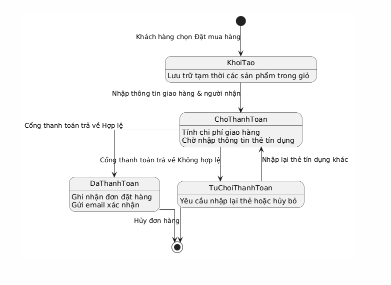 Khách hàng chọn Đặt mua hàng
KhoiTao
Lưu trữ tạm thời các sản phẩm trong giỏ
Nhập thông tin giao hàng & người nhận
ChoThanhToan
Tính chi phí giao hàng
Chờ nhập thông tin thẻ tín dụng
Cổng thanh toán trả về Hợp lệ
Cổng thanh toán trả về Không hợp lệ
Nhập lại thẻ tín dụng khác
DaThanhToan
Ghi nhận đơn đặt hàng
Gửi email xác nhận
TuChoiThanhToan
Yêu cầu nhập lại thẻ hoặc hủy bỏ
Hủy đơn hàng